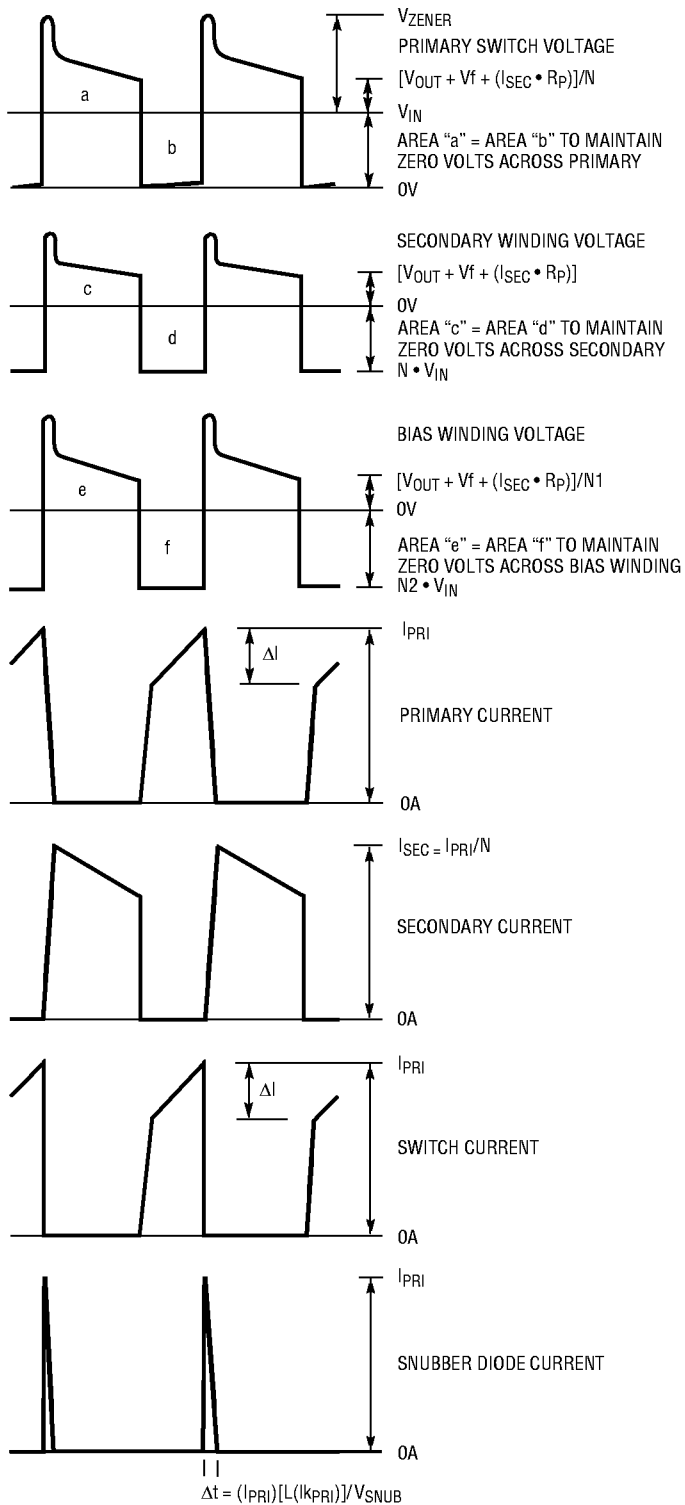 V_ZENER
PRIMARY SWITCH VOLTAGE
[V_OUT + Vf + (I_SEC • R_P)]/N
a
V_IN
b
AREA “a” = AREA “b” TO MAINTAIN
ZERO VOLTS ACROSS PRIMARY
0V
SECONDARY WINDING VOLTAGE
[V_OUT + Vf + (I_SEC • R_P)]
c
0V
d
AREA “c” = AREA “d” TO MAINTAIN
ZERO VOLTS ACROSS SECONDARY
N • V_IN
BIAS WINDING VOLTAGE
[V_OUT + Vf + (I_SEC • R_P)]/N1
e
0V
f
AREA “e” = AREA “f” TO MAINTAIN
ZERO VOLTS ACROSS BIAS WINDING
N2 • V_IN
I_PRI
ΔI
PRIMARY CURRENT
0A
I_SEC = I_PRI/N
SECONDARY CURRENT
0A
I_PRI
ΔI
SWITCH CURRENT
0A
I_PRI
SNUBBER DIODE CURRENT
0A
Δt = (I_PRI)[L(lk_PRI)]/V_SNUB